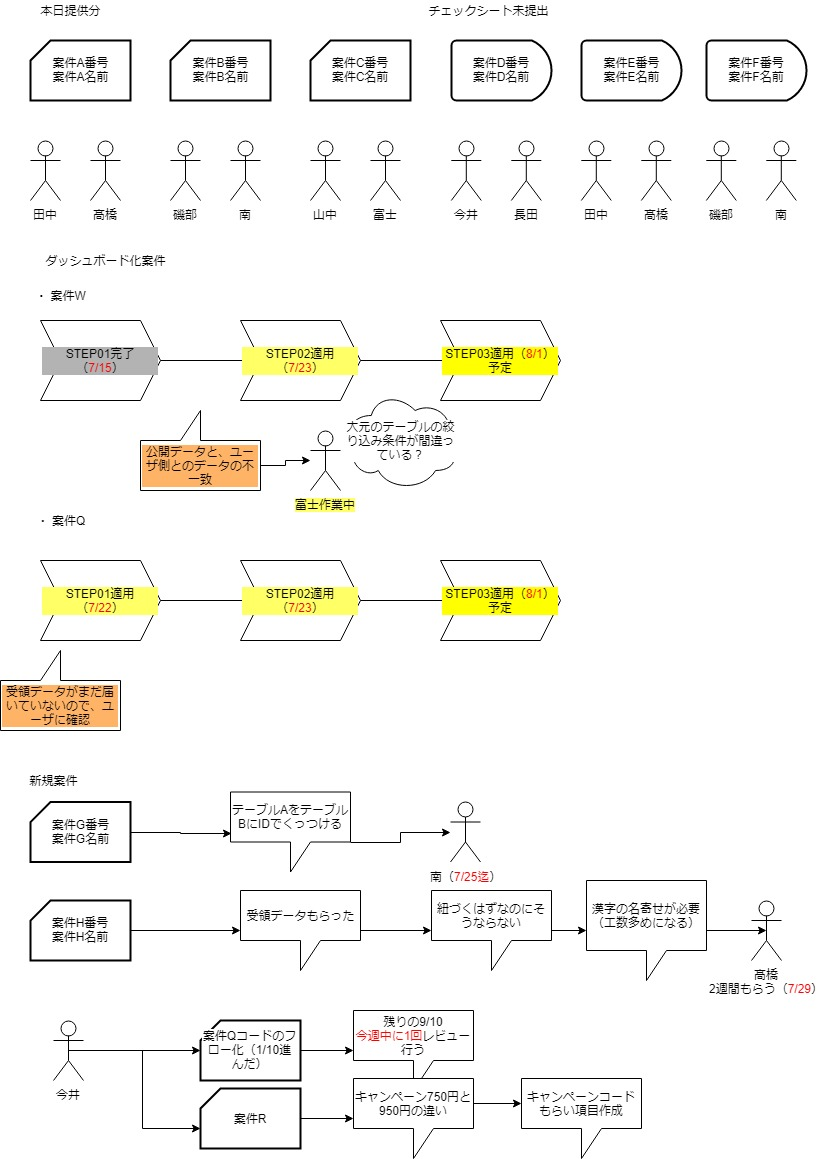 本日提供分
チェックシート未提出
案件A番号
案件A名前
案件B番号
案件B名前
案件C番号
案件C名前
案件D番号
案件D名前
案件E番号
案件E名前
案件F番号
案件F名前
田中
高橋
磯部
南
山中
富士
今井
長田
田中
高橋
磯部
南
ダッシュボード化案件
・ 案件W
STEP01完了
（7/15）
STEP02適用
（7/23）
STEP03適用（8/1）
予定
公開データと、ユー
ザ側とのデータの不
一致
大元のテーブルの絞
り込み条件が間違っ
ている？
富士作業中
・ 案件Q
STEP01適用
（7/22）
STEP02適用
（7/23）
STEP03適用（8/1）
予定
受領データがまだ届
いていないので、ユ
ーザに確認
新規案件
案件G番号
案件G名前
テーブルAをテーブル
BにIDでくっつける
南（7/25迄）
案件H番号
案件H名前
受領データもらった
紐づくはずなのにそ
うならない
漢字の名寄せが必要
（工数多めになる）
高橋
2週間もらう（7/29）
今井
案件Qコードのフ
ロー化（1/10進
んだ）
残りの9/10
今週中に1回レビュー
行う
案件R
キャンペーン750円と
950円の違い
キャンペーンコード
もらい項目作成